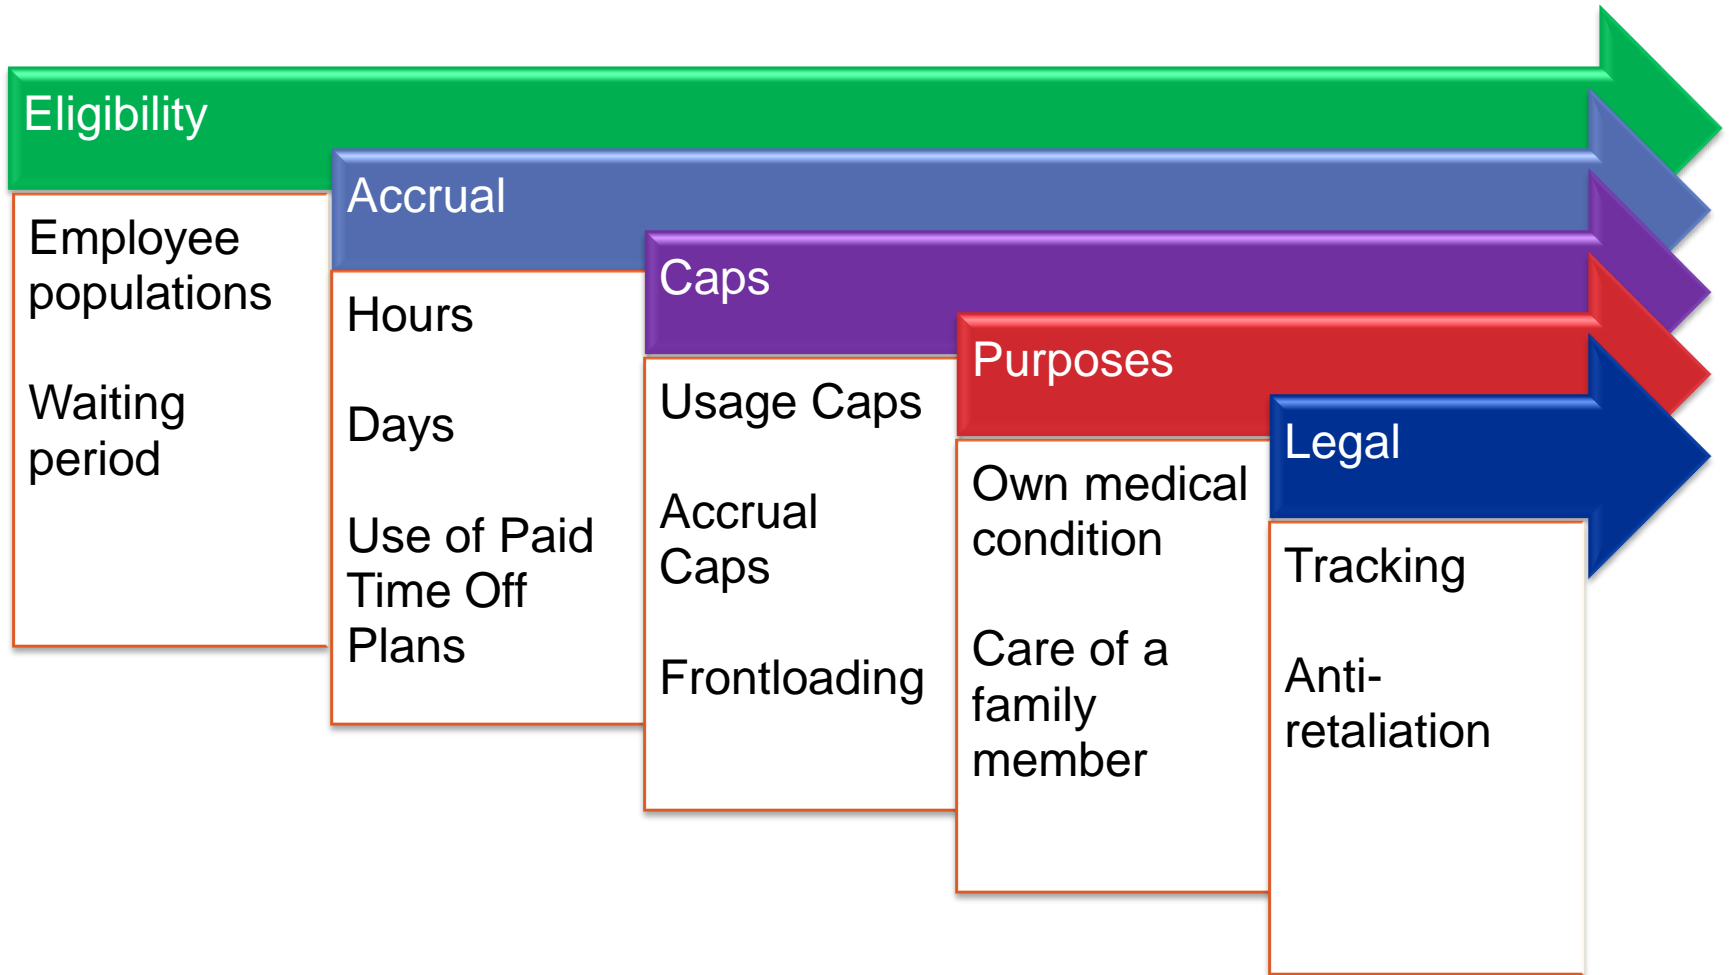 Eligibility
Employee
populations
Waiting
period
Accrual
Hours
Days
Use of Paid
Time Off
Plans
Caps
Usage Caps
Accrual
Caps
Frontloading
Purposes
Own medical
condition
Care of a
family
member
Legal
Tracking
Anti-
retaliation